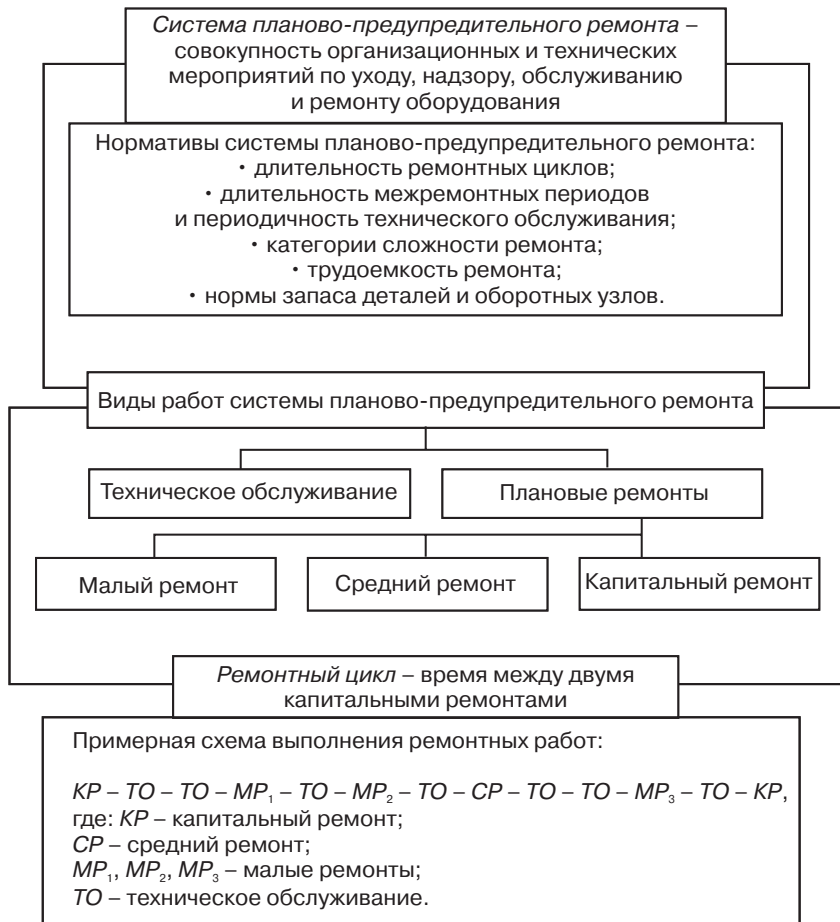 Система планово-предупредительного ремонта –
совокупность организационных и технических
мероприятий по уходу, надзору, обслуживанию
и ремонту оборудования
Нормативы системы планово-предупредительного ремонта:
• длительность ремонтных циклов;
• длительность межремонтных периодов
и периодичность технического обслуживания;
• категории сложности ремонта;
• трудоемкость ремонта;
• нормы запаса деталей и оборотных узлов.
Виды работ системы планово-предупредительного ремонта
Техническое обслуживание
Плановые ремонты
Малый ремонт
Средний ремонт
Капитальный ремонт
Ремонтный цикл – время между двумя
капитальными ремонтами
Примерная схема выполнения ремонтных работ:
КР – ТО – ТО – МР₁ – ТО – МР₂ – ТО – СР – ТО – ТО – МР₃ – ТО – КР,
где: КР – капитальный ремонт;
СР – средний ремонт;
МР₁, МР₂, МР₃ – малые ремонты;
ТО – техническое обслуживание.